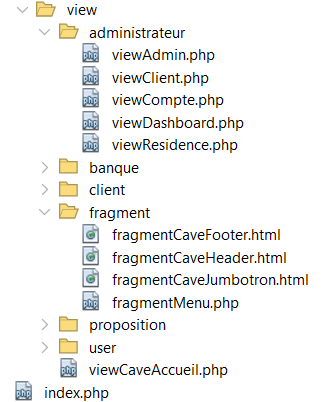 view
administrateur
viewAdmin.php
viewClient.php
viewCompte.php
viewDashboard.php
viewResidence.php
banque
client
fragment
fragmentCaveFooter.html
fragmentCaveHeader.html
fragmentCaveJumbotron.html
fragmentMenu.php
proposition
user
viewCaveAccueil.php
index.php